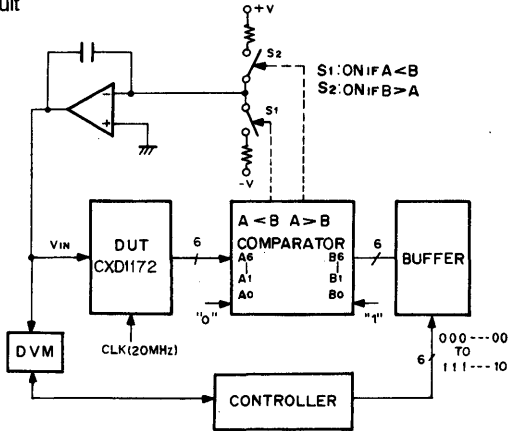 uit
+V
S2
S1:ON IF A<B
S2:ON IF B>A
−
+
S1
-V
A<B A>B
COMPARATOR
A6
A1
A0
B6
B1
B0
DUT
CXD1172
VIN
6
6
BUFFER
"0"
"1"
CLK(20MHz)
DVM
CONTROLLER
6
000---00
TO
111---10